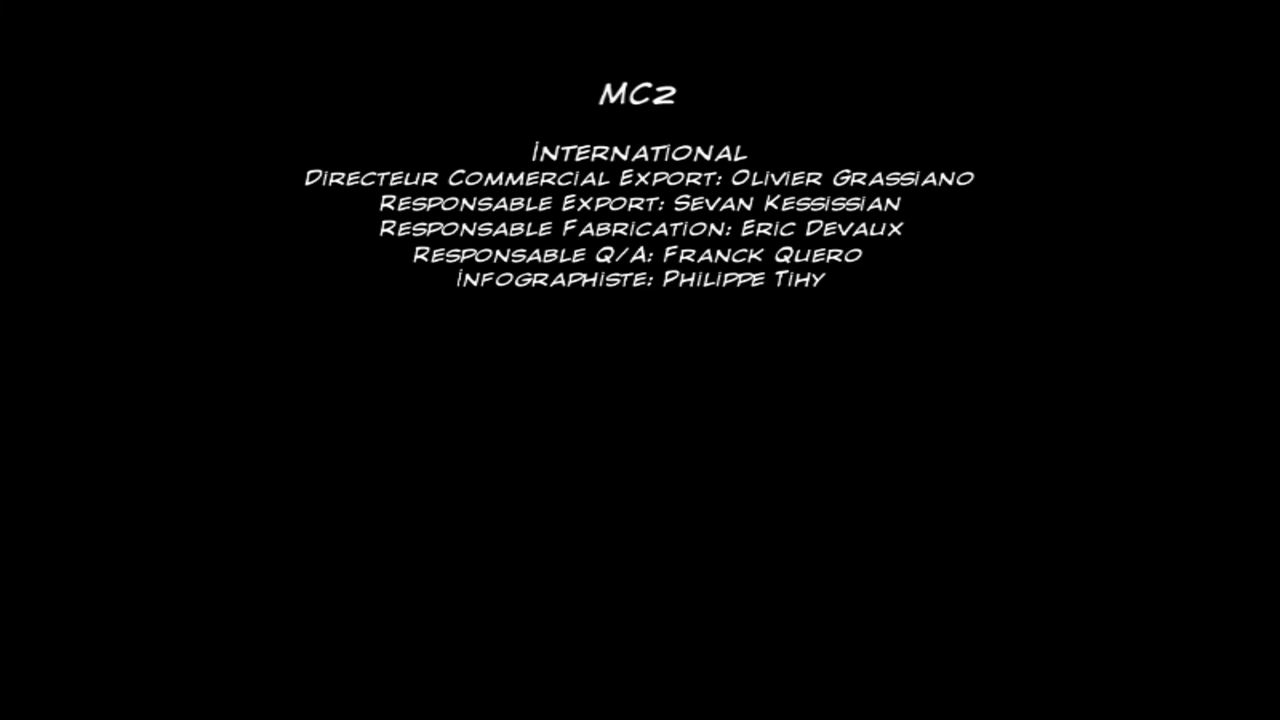 MC2
International
Directeur Commercial Export: Olivier Grassiano
Responsable Export: Sevan Kessissian
Responsable Fabrication: Eric Devaux
Responsable Q/A: Franck Quero
Infographiste: Philippe Tihy